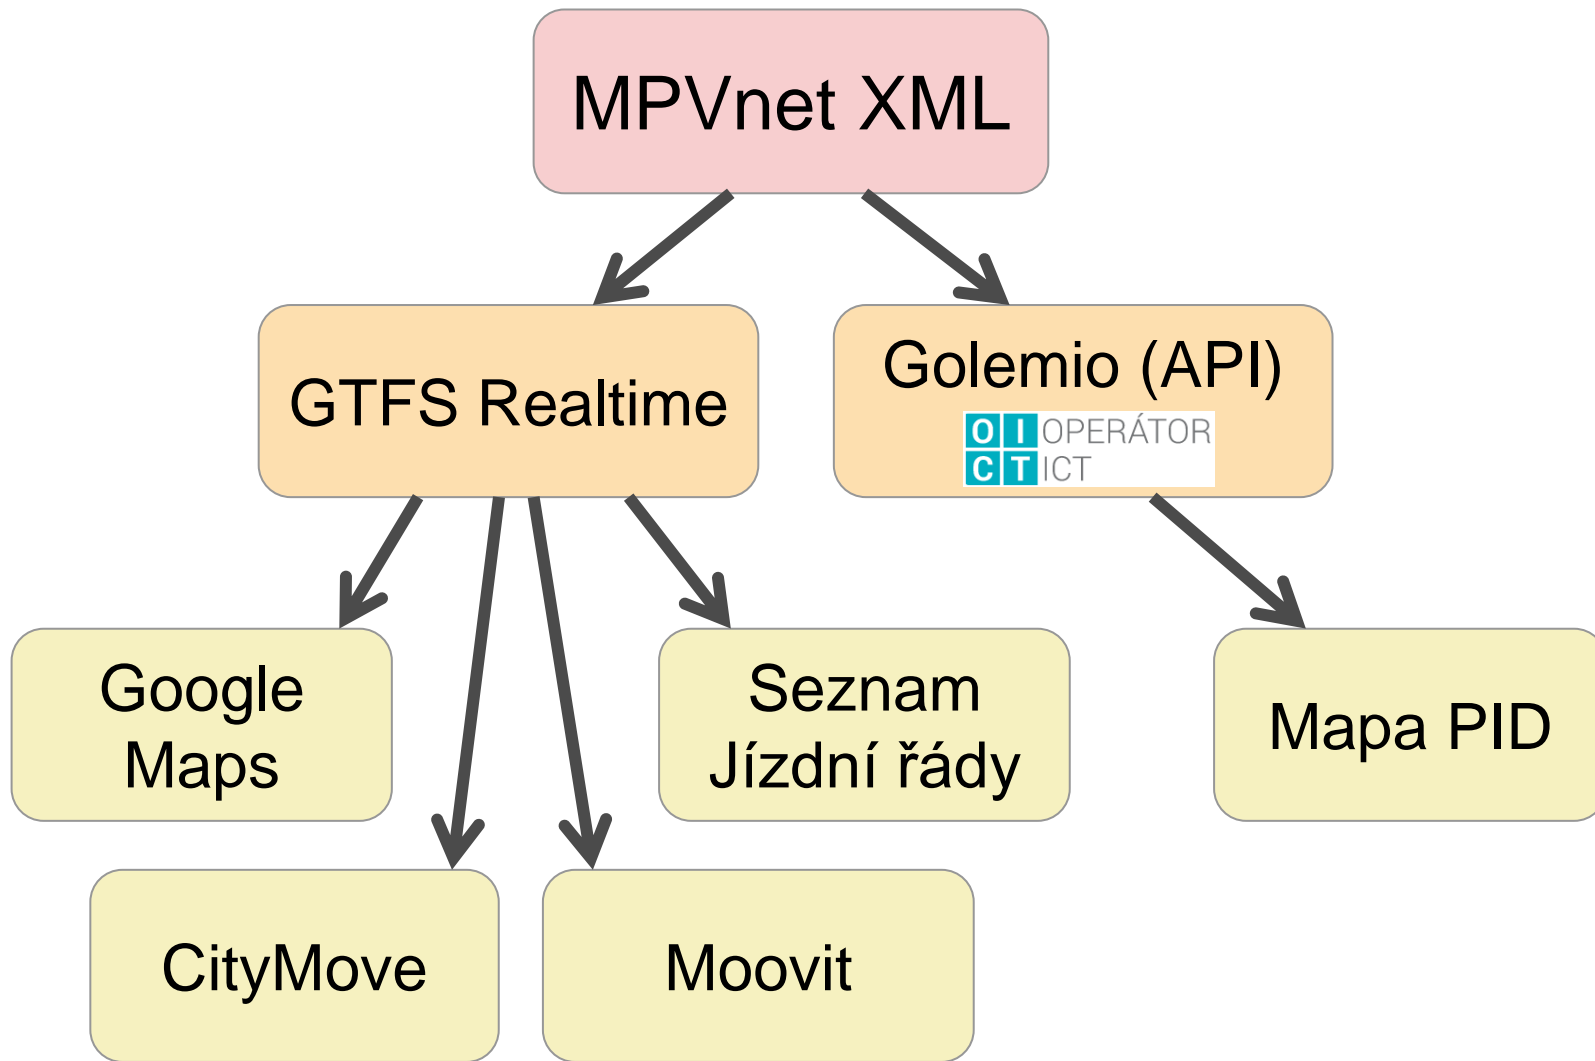 MPVnet XML
GTFS Realtime
Golemio (API)
O I OPERÁTOR
C T ICT
Google
Maps
Seznam
Jízdní řády
Mapa PID
CityMove
Moovit